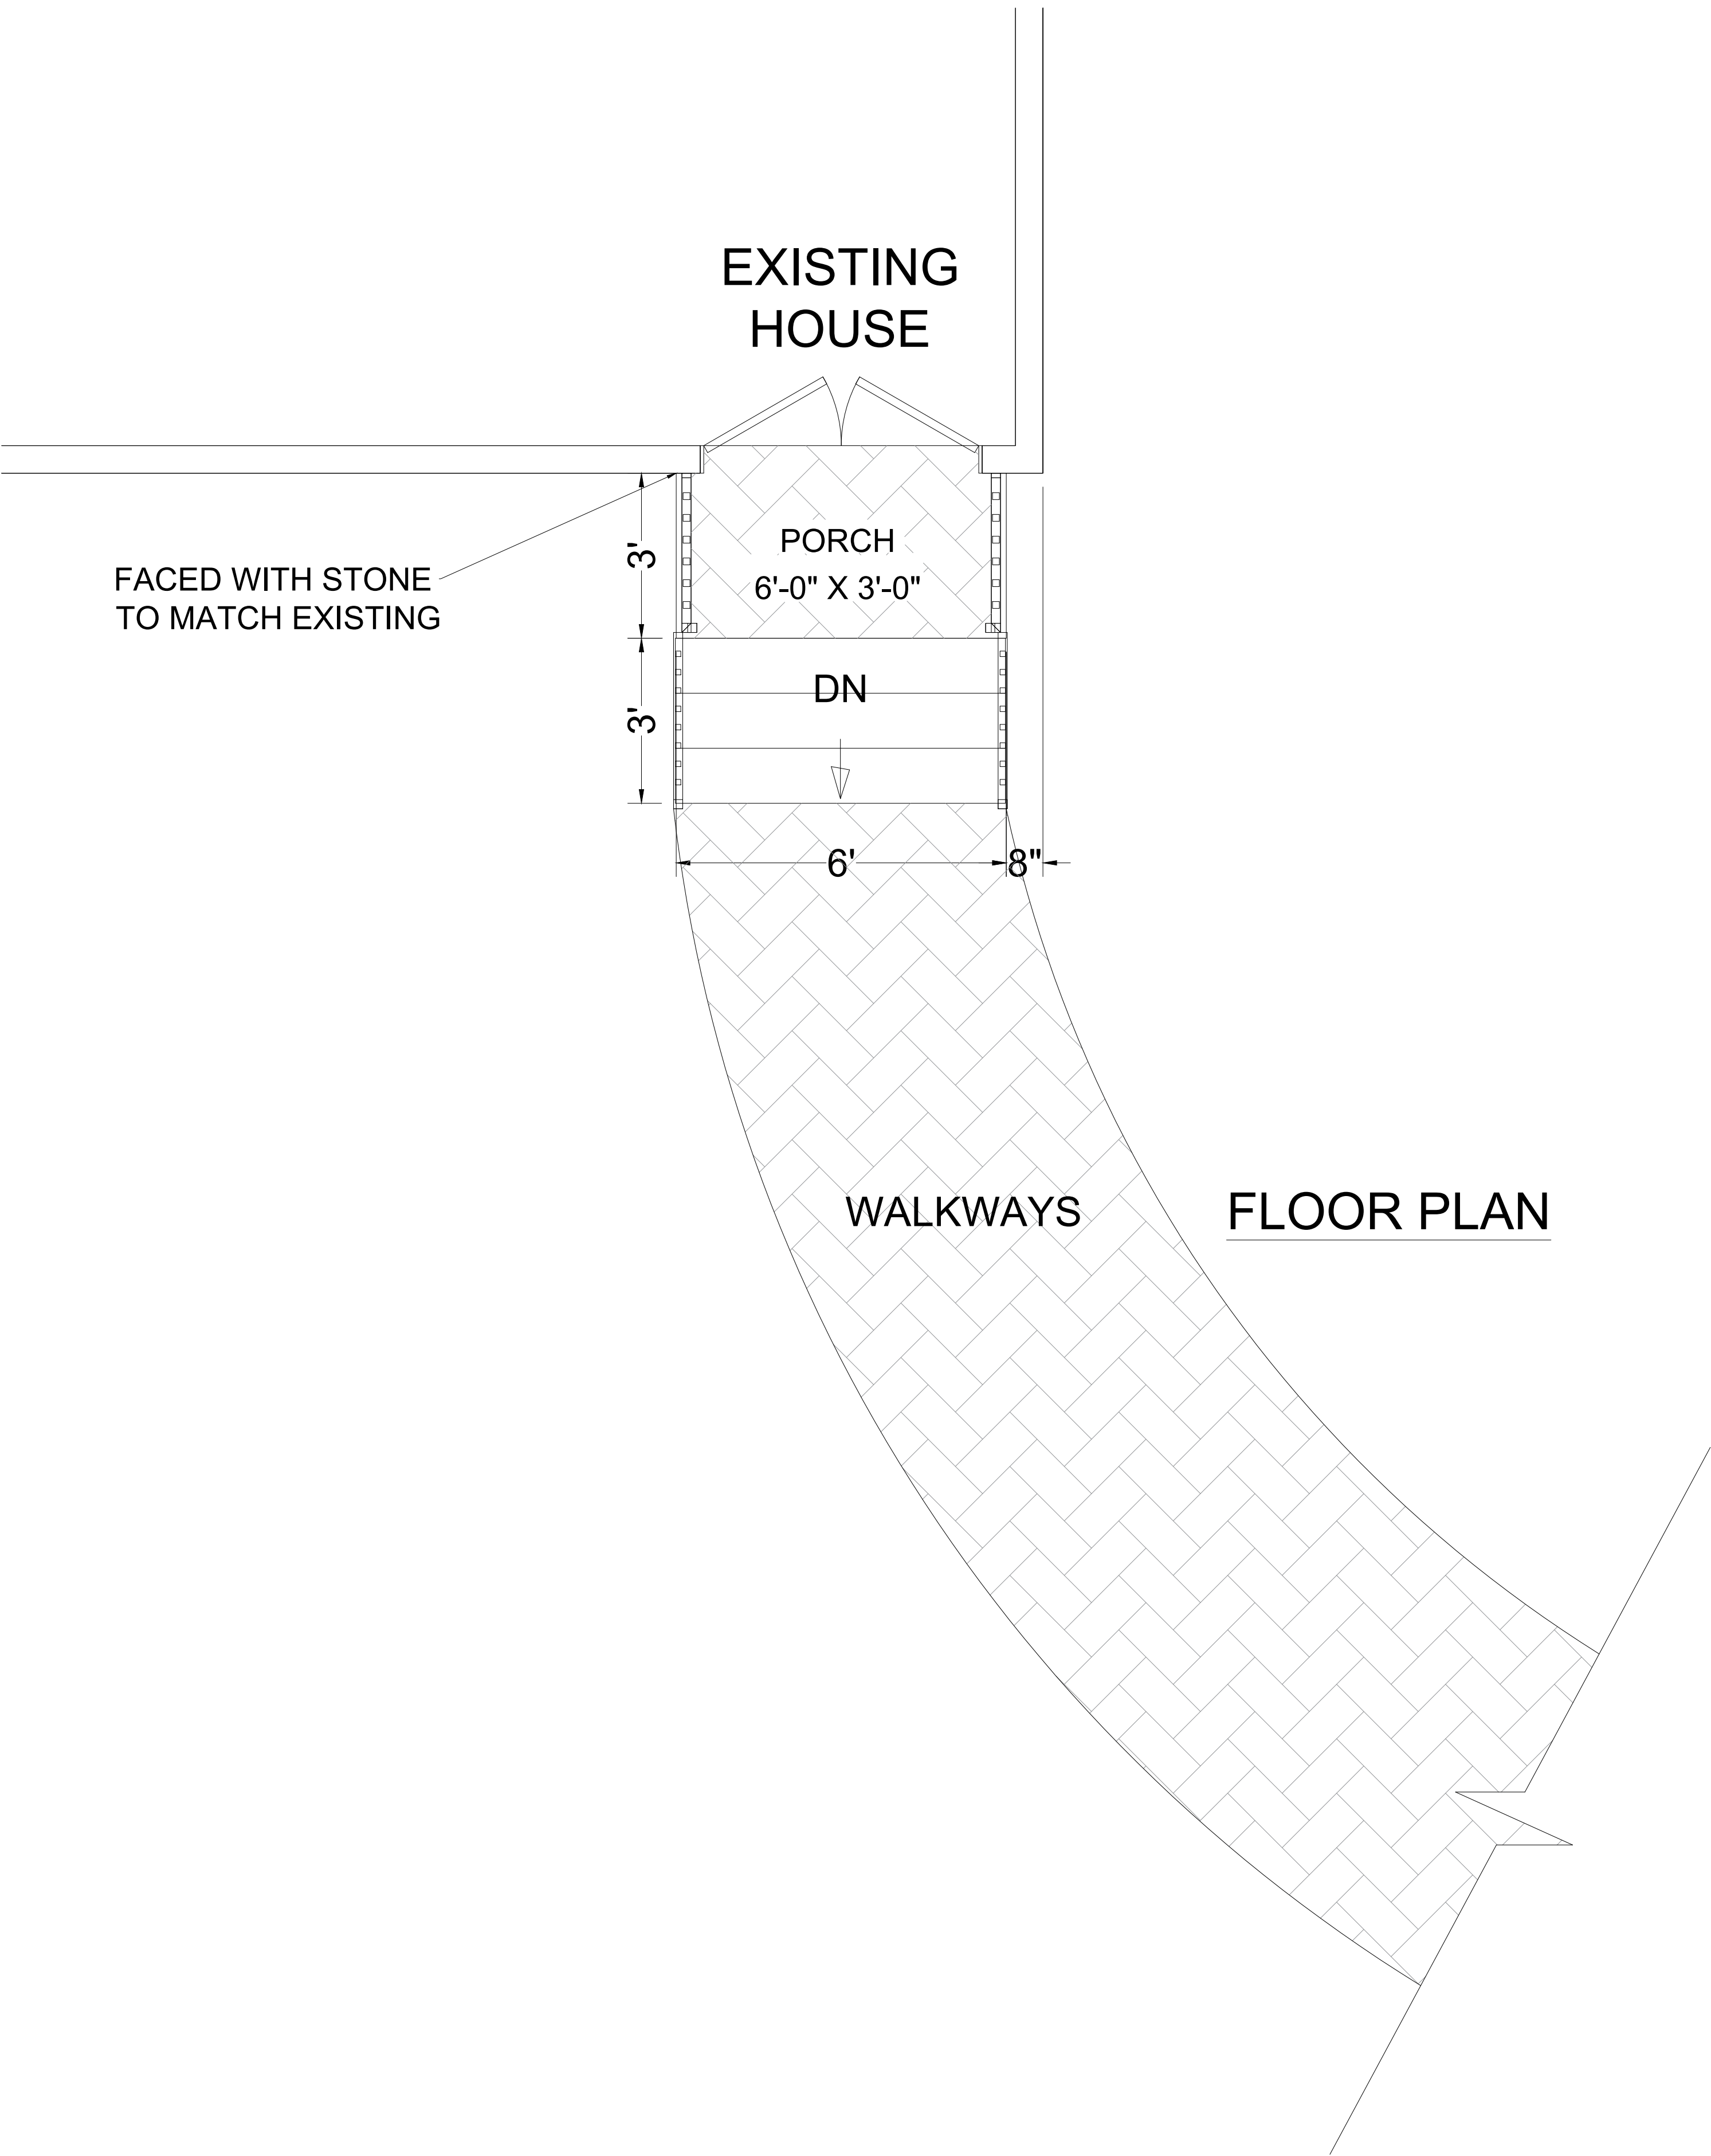 EXISTING
HOUSE
PORCH
6'-0" X 3'-0"
3'
FACED WITH STONE
TO MATCH EXISTING
DN
3'
6'
8"
WALKWAYS
FLOOR PLAN